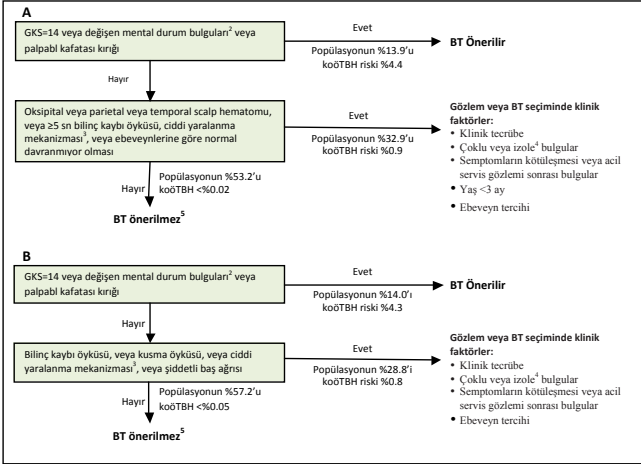 A
GKS=14 veya değişen mental durum bulguları² veya
palpabl kafatası kırığı
Evet
Popülasyonun %13.9’u
koöTBH riski %4.4
BT Önerilir
Hayır
Oksipital veya parietal veya temporal scalp hematomu,
veya ≥5 sn bilinç kaybı öyküsü, ciddi yaralanma
mekanizması³, veya ebeveynlerine göre normal
davranmıyor olması
Evet
Popülasyonun %32.9’u
koöTBH riski %0.9
Gözlem veya BT seçiminde klinik
faktörler:
• Klinik tecrübe
• Çoklu veya izole⁴ bulgular
• Semptomların kötüleşmesi veya acil
servis gözlemi sonrası bulgular
• Yaş <3 ay
• Ebeveyn tercihi
Hayır
Popülasyonun %53.2’u
koöTBH <%0.02
BT önerilmez⁵
B
GKS=14 veya değişen mental durum bulguları² veya
palpabl kafatası kırığı
Evet
Popülasyonun %14.0’ı
koöTBH riski %4.3
BT Önerilir
Hayır
Bilinç kaybı öyküsü, veya kusma öyküsü, veya ciddi
yaralanma mekanizması³, veya şiddetli baş ağrısı
Evet
Popülasyonun %28.8’i
koöTBH riski %0.8
Gözlem veya BT seçiminde klinik
faktörler:
• Klinik tecrübe
• Çoklu veya izole⁴ bulgular
• Semptomların kötüleşmesi veya acil
servis gözlemi sonrası bulgular
• Ebeveyn tercihi
Hayır
Popülasyonun %57.2’u
koöTBH <%0.05
BT önerilmez⁵